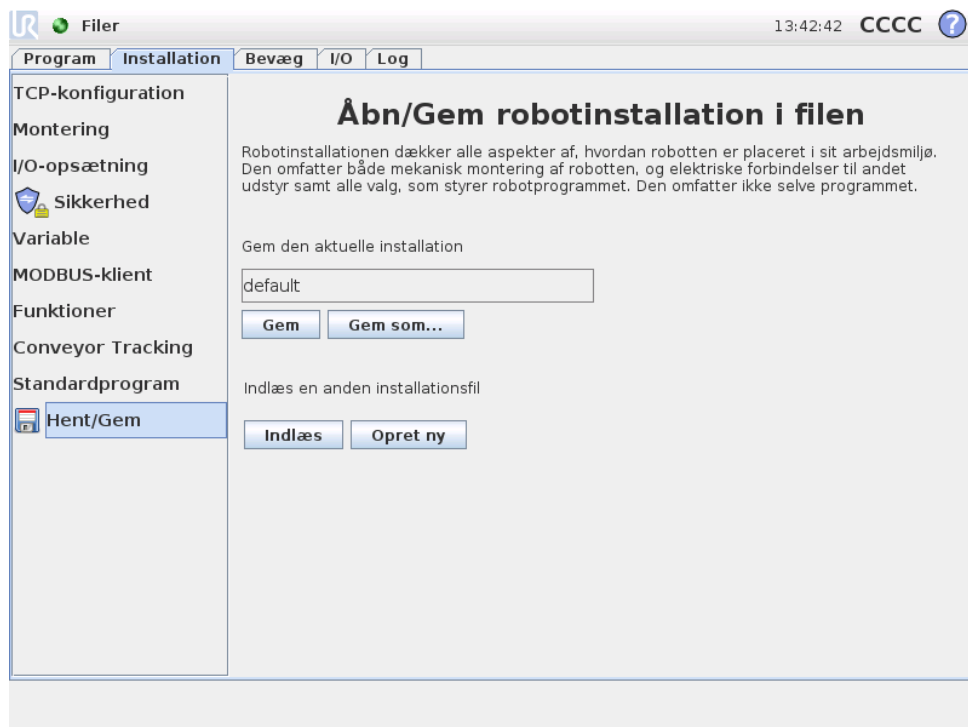 UR Filer 13:42:42 CCCC ?
Program Installation Bevæg I/O Log
TCP-konfiguration
Montering
I/O-opsætning
Sikkerhed
Variable
MODBUS-klient
Funktioner
Conveyor Tracking
Standardprogram
Hent/Gem
Åbn/Gem robotinstallation i filen
Robotinstallationen dækker alle aspekter af, hvordan robotten er placeret i sit arbejdsmiljø.
Den omfatter både mekanisk montering af robotten, og elektriske forbindelser til andet
udstyr samt alle valg, som styrer robotprogrammet. Den omfatter ikke selve programmet.
Gem den aktuelle installation
default
Gem Gem som...
Indlæs en anden installationsfil
Indlæs Opret ny